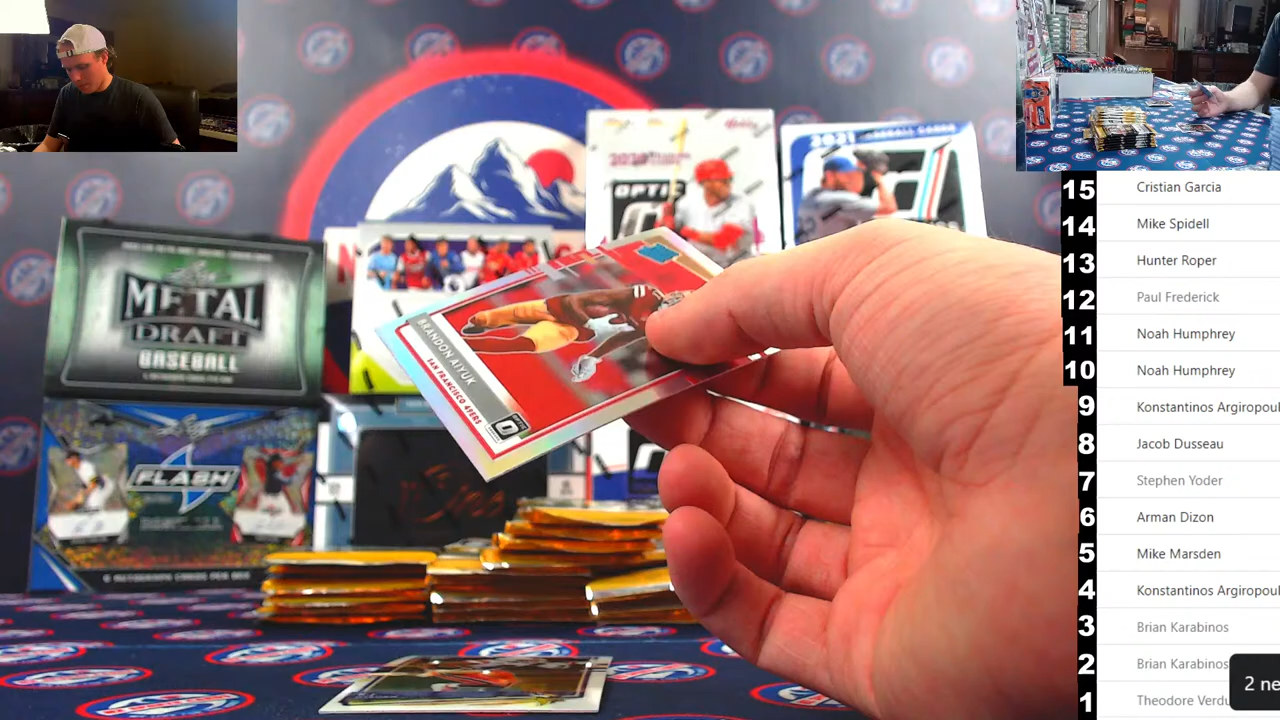 METAL
DRAFT
BASEBALL
FLASH
OPTIC
2021
BRANDON AIYUK
SAN FRANCISCO 49ERS
15 Cristian Garcia
14 Mike Spidell
13 Hunter Roper
12 Paul Frederick
11 Noah Humphrey
10 Noah Humphrey
9 Konstantinos Argiropoul
8 Jacob Dusseau
7 Stephen Yoder
6 Arman Dizon
5 Mike Marsden
4 Konstantinos Argiropoul
3 Brian Karabinos
2 Brian Karabinos
1 Theodore Verdu
2 ne